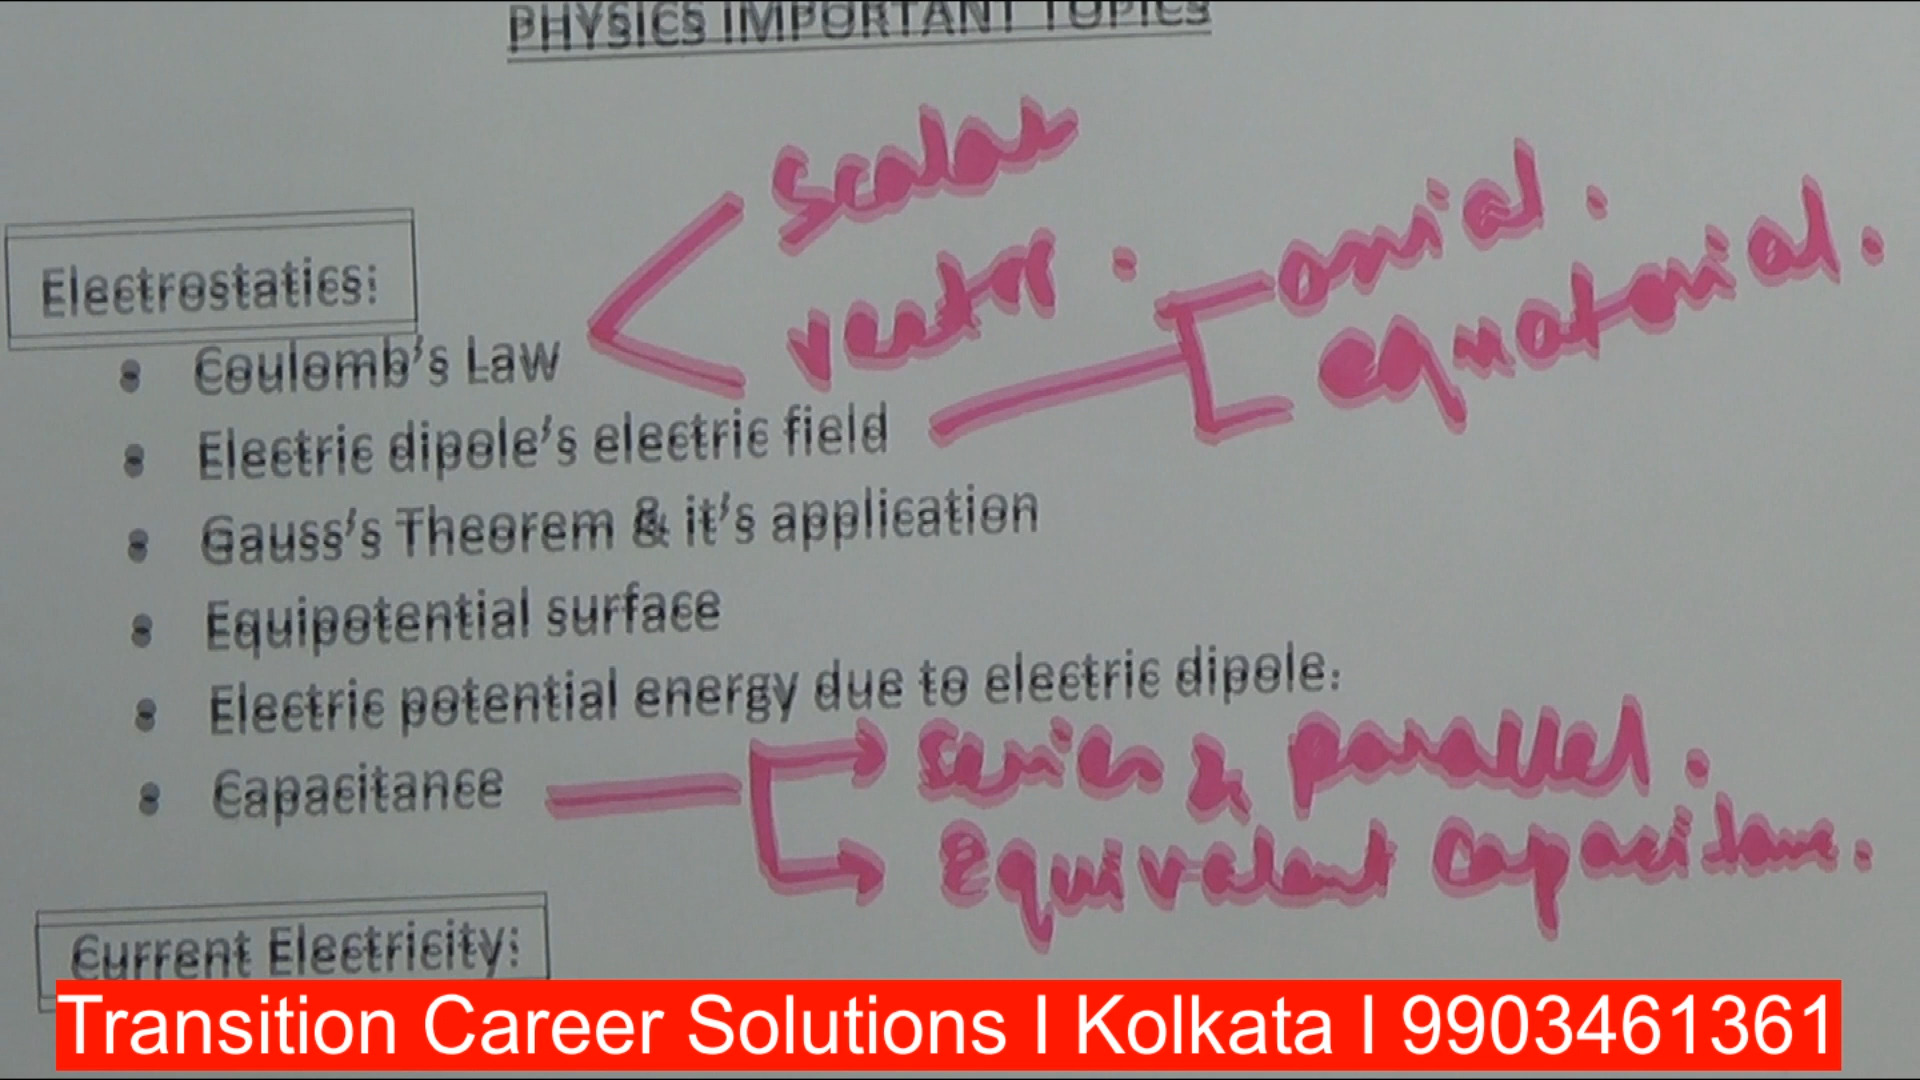 PHYSICS IMPORTANT TOPICS
scalar
vector.
axial.
equatorial.
Electrostatics:
• Coulomb's Law
• Electric dipole's electric field
• Gauss's Theorem & it's application
• Equipotential surface
• Electric potential energy due to electric dipole.
• Capacitance
series & parallel.
Equivalent capacitance.
Current Electricity:
Transition Career Solutions I Kolkata I 9903461361